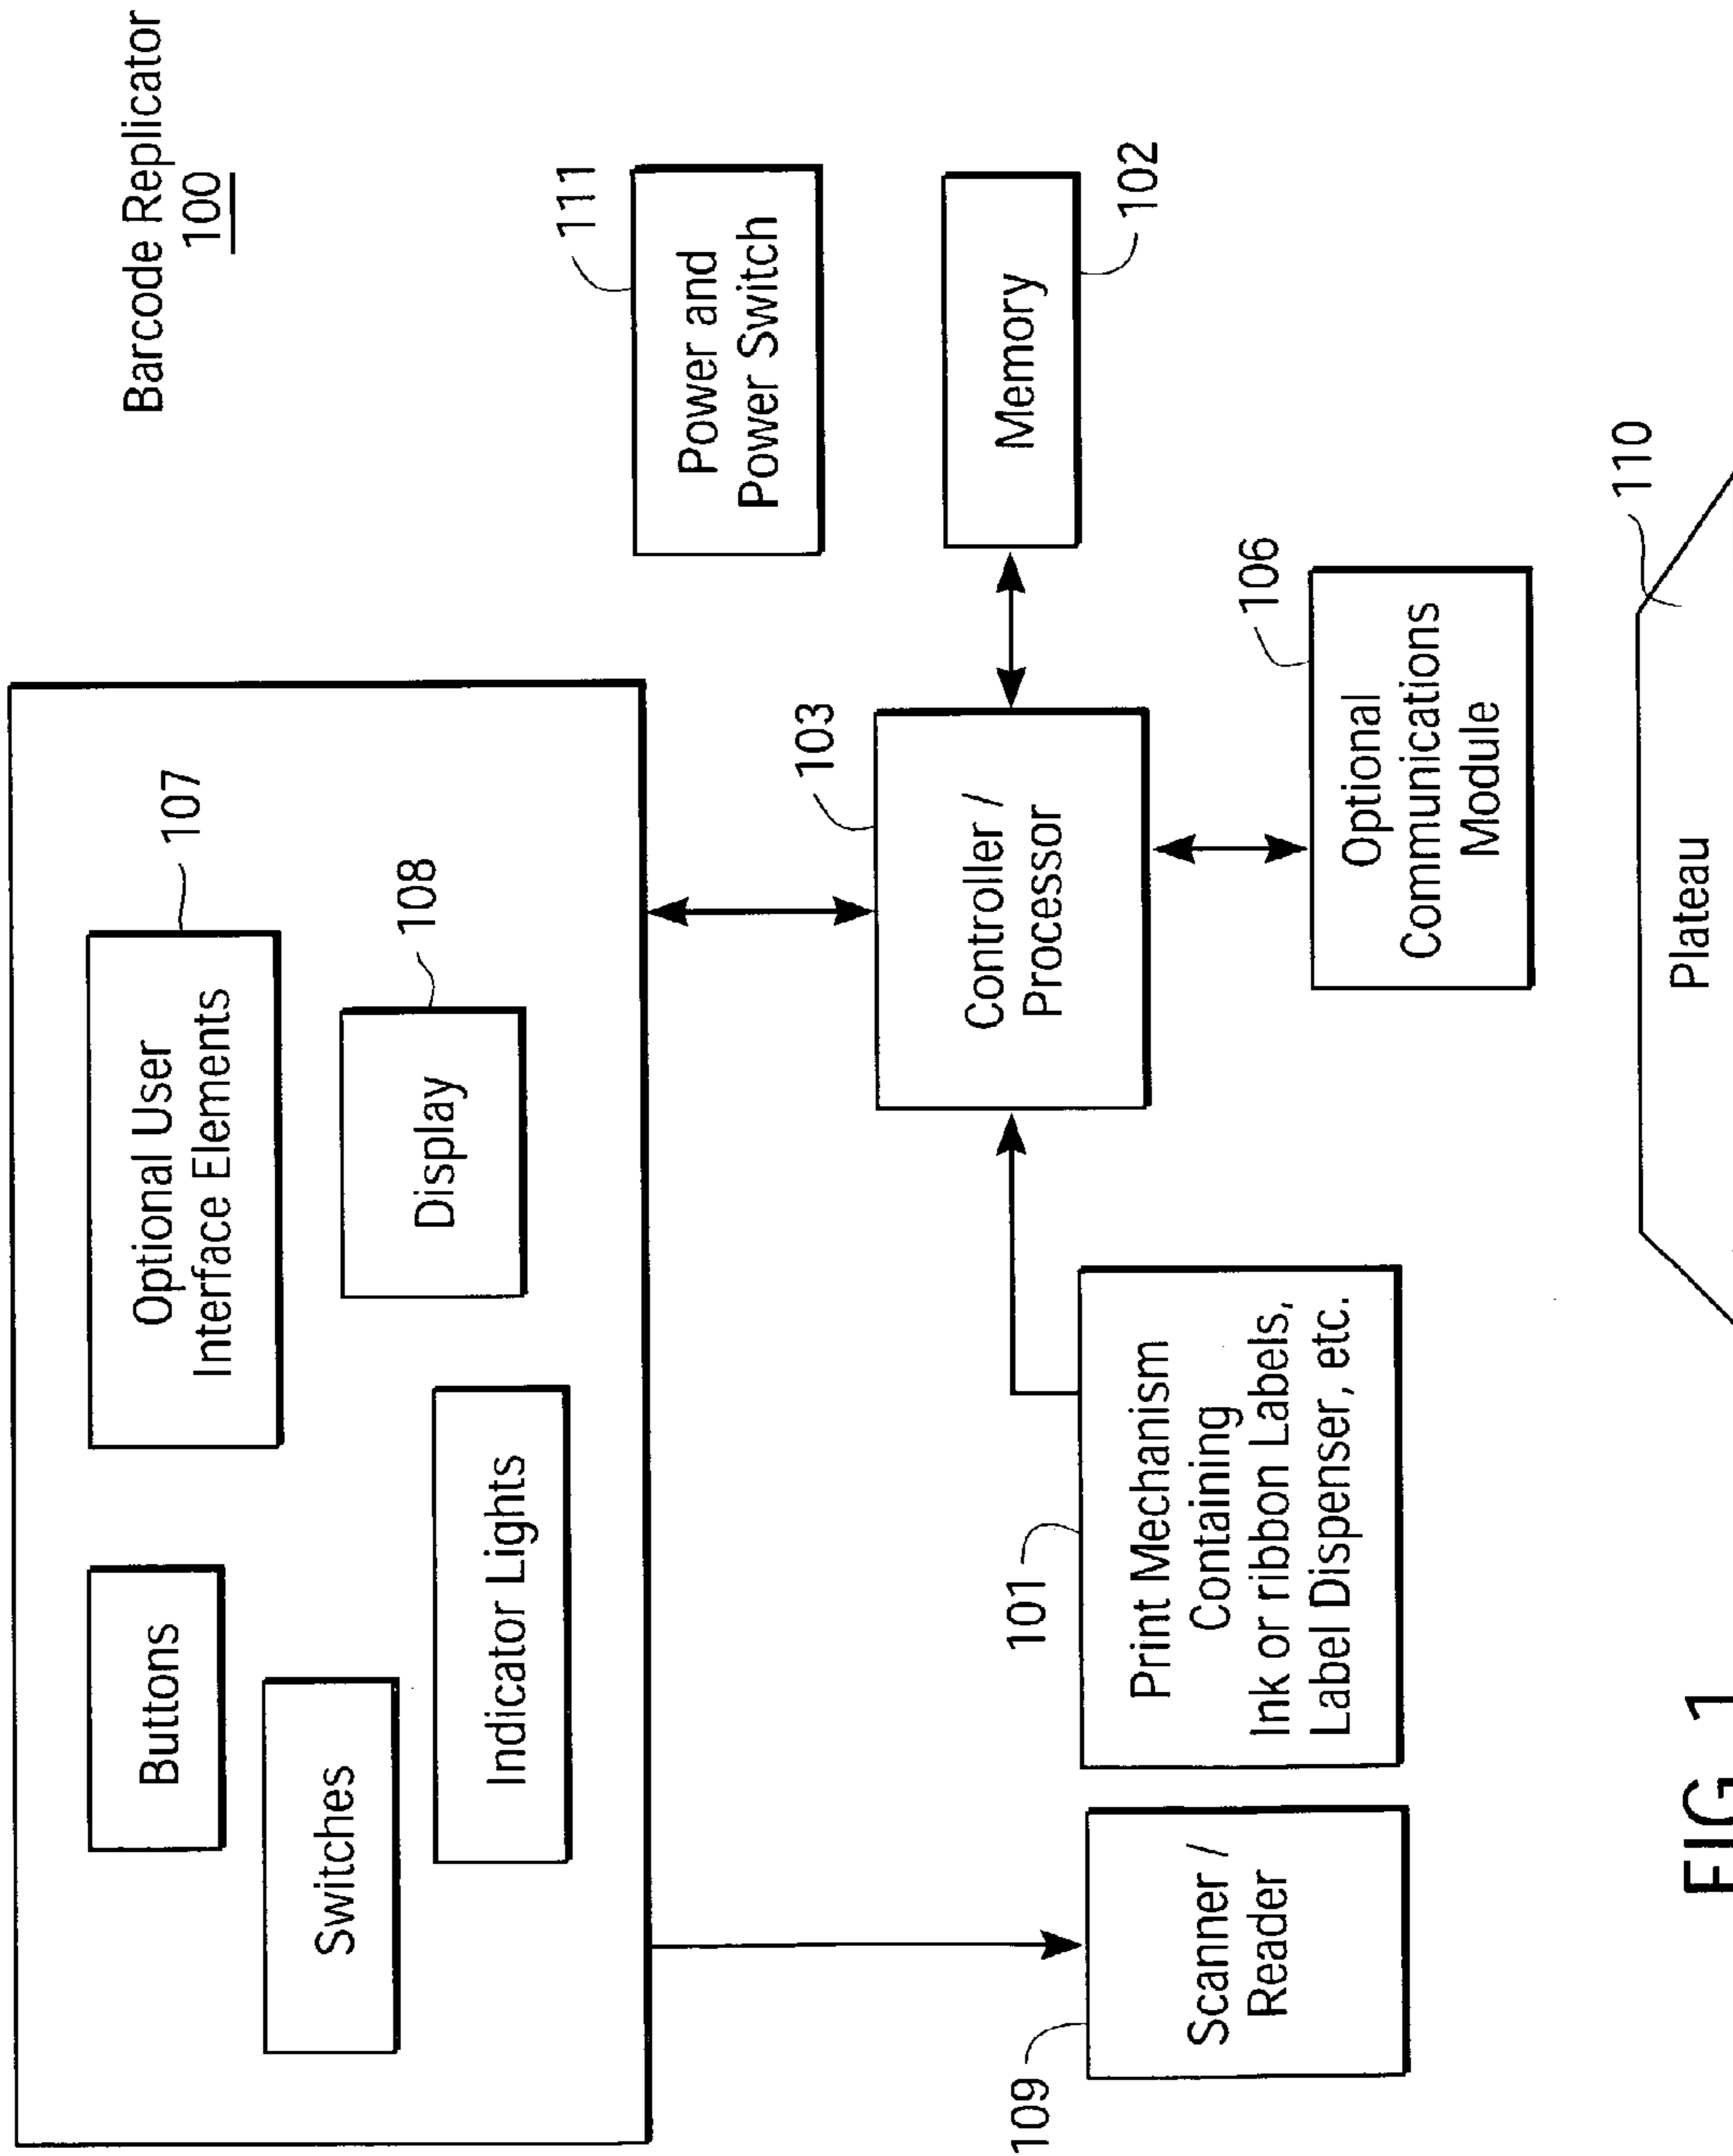 Barcode Replicator
100
Buttons
Optional User
Interface Elements
107
Switches
Display
108
Indicator Lights
Power and
Power Switch
111
Controller /
Processor
103
Memory
102
109
Scanner /
Reader
101
Print Mechanism
Containing
Ink or ribbon Labels,
Label Dispenser, etc.
Optional
Communications
Module
106
Plateau
110
FIG. 1